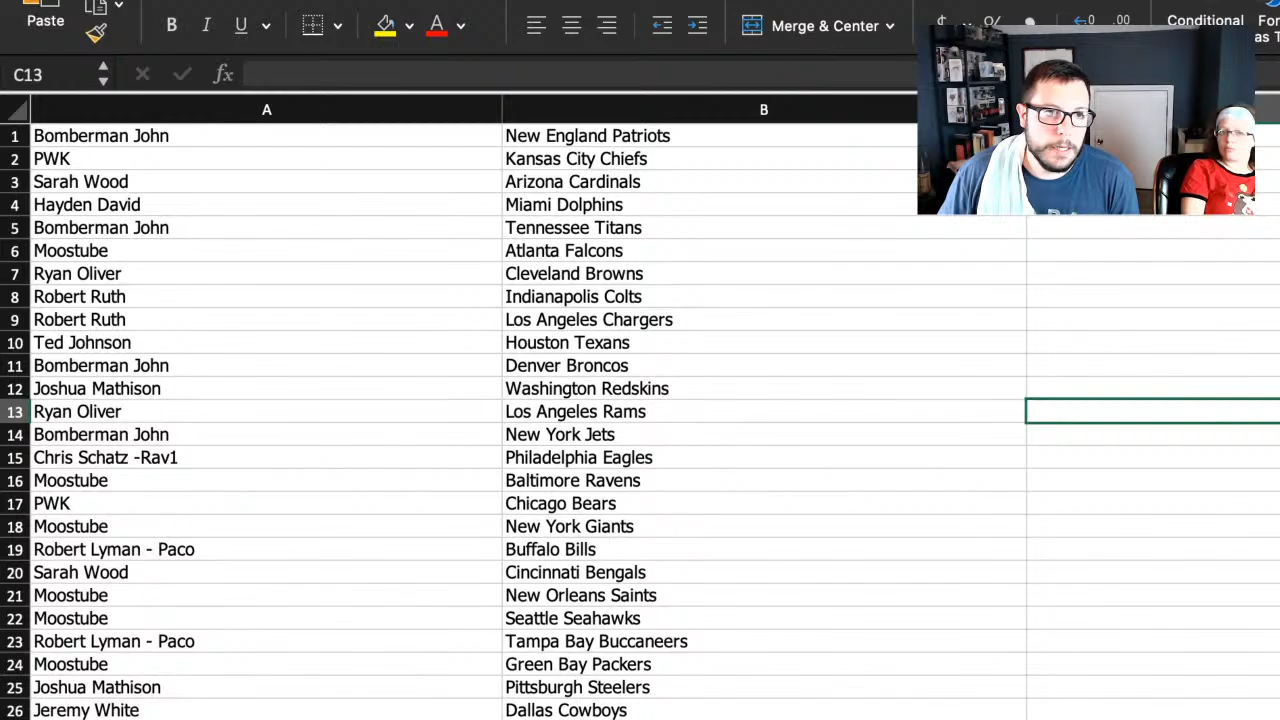 Paste
B I U A
Merge & Center
¢ % .00
Conditional
as T
C13
fx
A B
1 Bomberman John New England Patriots
2 PWK Kansas City Chiefs
3 Sarah Wood Arizona Cardinals
4 Hayden David Miami Dolphins
5 Bomberman John Tennessee Titans
6 Moostube Atlanta Falcons
7 Ryan Oliver Cleveland Browns
8 Robert Ruth Indianapolis Colts
9 Robert Ruth Los Angeles Chargers
10 Ted Johnson Houston Texans
11 Bomberman John Denver Broncos
12 Joshua Mathison Washington Redskins
13 Ryan Oliver Los Angeles Rams
14 Bomberman John New York Jets
15 Chris Schatz -Rav1 Philadelphia Eagles
16 Moostube Baltimore Ravens
17 PWK Chicago Bears
18 Moostube New York Giants
19 Robert Lyman - Paco Buffalo Bills
20 Sarah Wood Cincinnati Bengals
21 Moostube New Orleans Saints
22 Moostube Seattle Seahawks
23 Robert Lyman - Paco Tampa Bay Buccaneers
24 Moostube Green Bay Packers
25 Joshua Mathison Pittsburgh Steelers
26 Jeremy White Dallas Cowboys